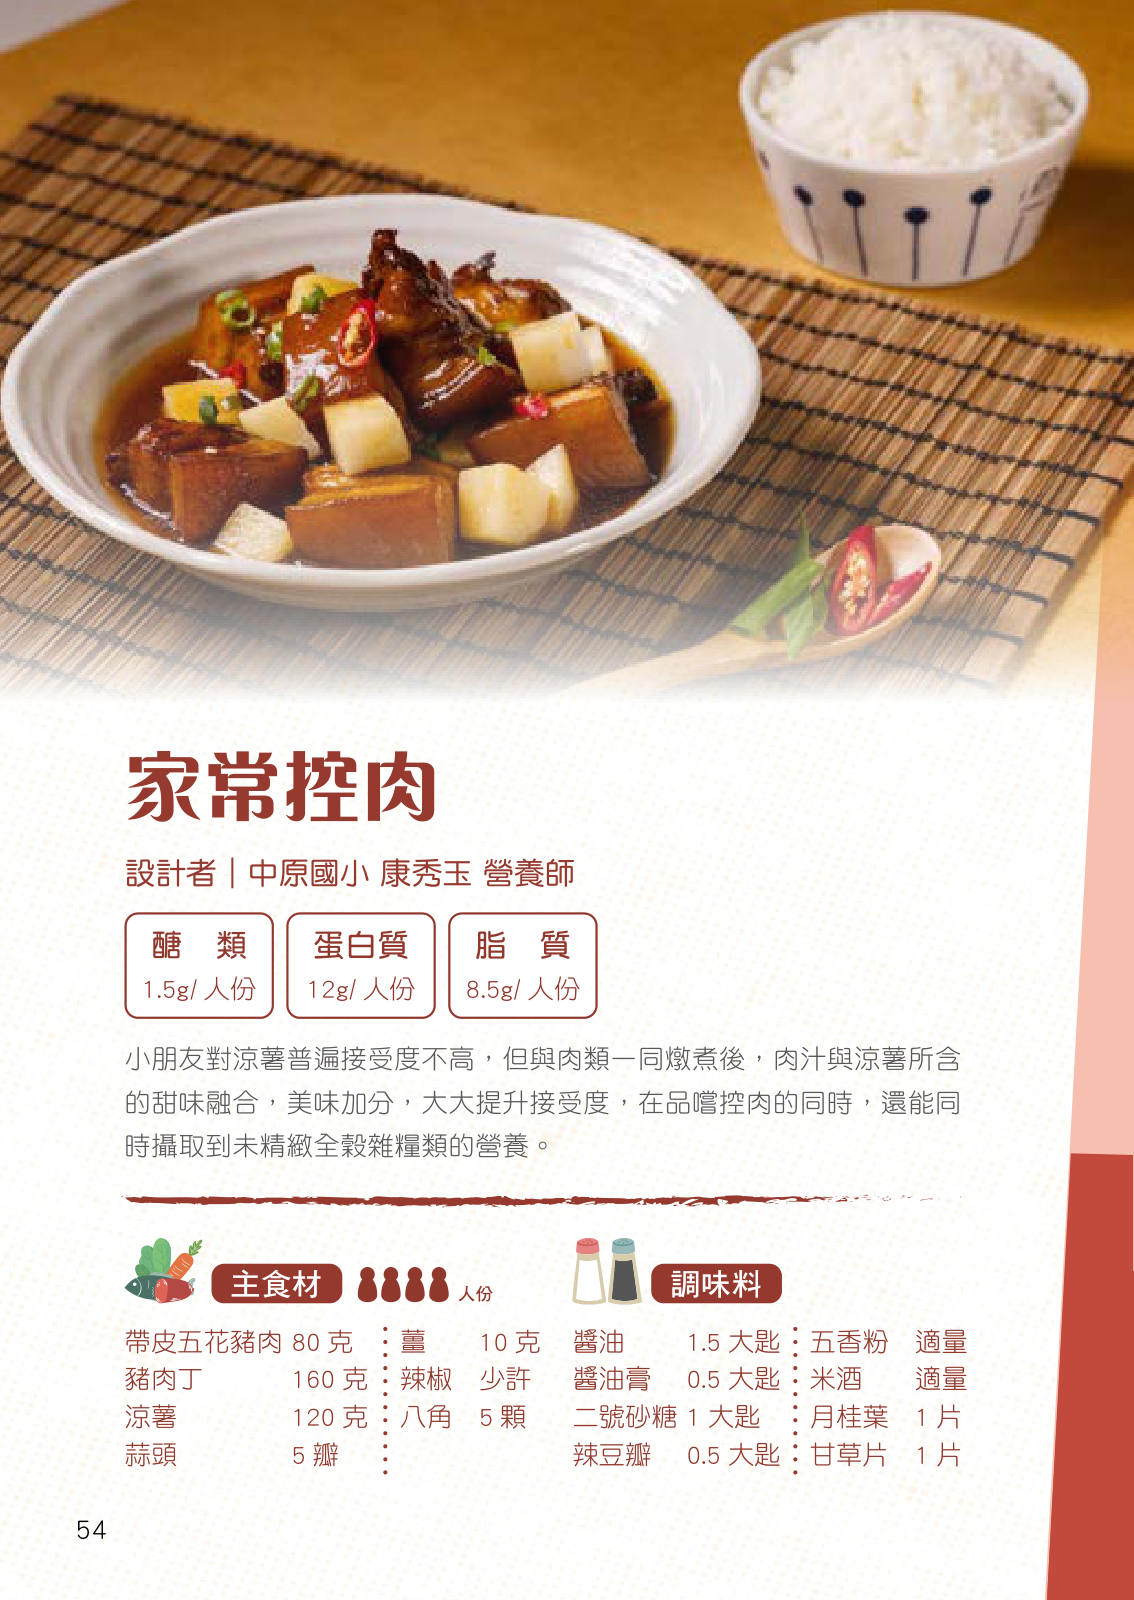 家常控肉
設計者｜中原國小 康秀玉 營養師
醣 類
1.5g/ 人份
蛋白質
12g/ 人份
脂 質
8.5g/ 人份
小朋友對涼薯普遍接受度不高，但與肉類一同燉煮後，肉汁與涼薯所含
的甜味融合，美味加分，大大提升接受度，在品嚐控肉的同時，還能同
時攝取到未精緻全穀雜糧類的營養。
主食材 人份
帶皮五花豬肉 80 克
豬肉丁 160 克
涼薯 120 克
蒜頭 5 瓣
薑 10 克
辣椒 少許
八角 5 顆
調味料
醬油 1.5 大匙
醬油膏 0.5 大匙
二號砂糖 1 大匙
辣豆瓣 0.5 大匙
五香粉 適量
米酒 適量
月桂葉 1 片
甘草片 1 片
54